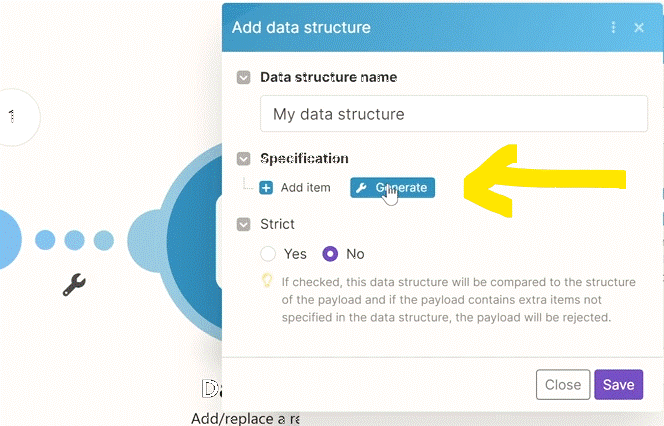 Add data structure
Data structure name
1
My data structure
Specification
Add item
Generate
Strict
Yes
No
If checked, this data structure will be compared to the structure
of the payload and if the payload contains extra items not
specified in the data structure, the payload will be rejected.
Close
Save
Da
Add/replace a re